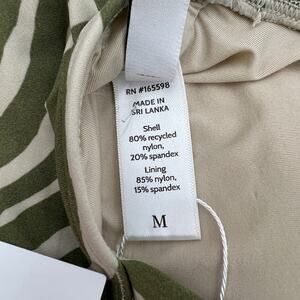 RN #165598
MADE IN
SRI LANKA
Shell
80% recycled
nylon,
20% spandex
Lining
85% nylon,
15% spandex
M